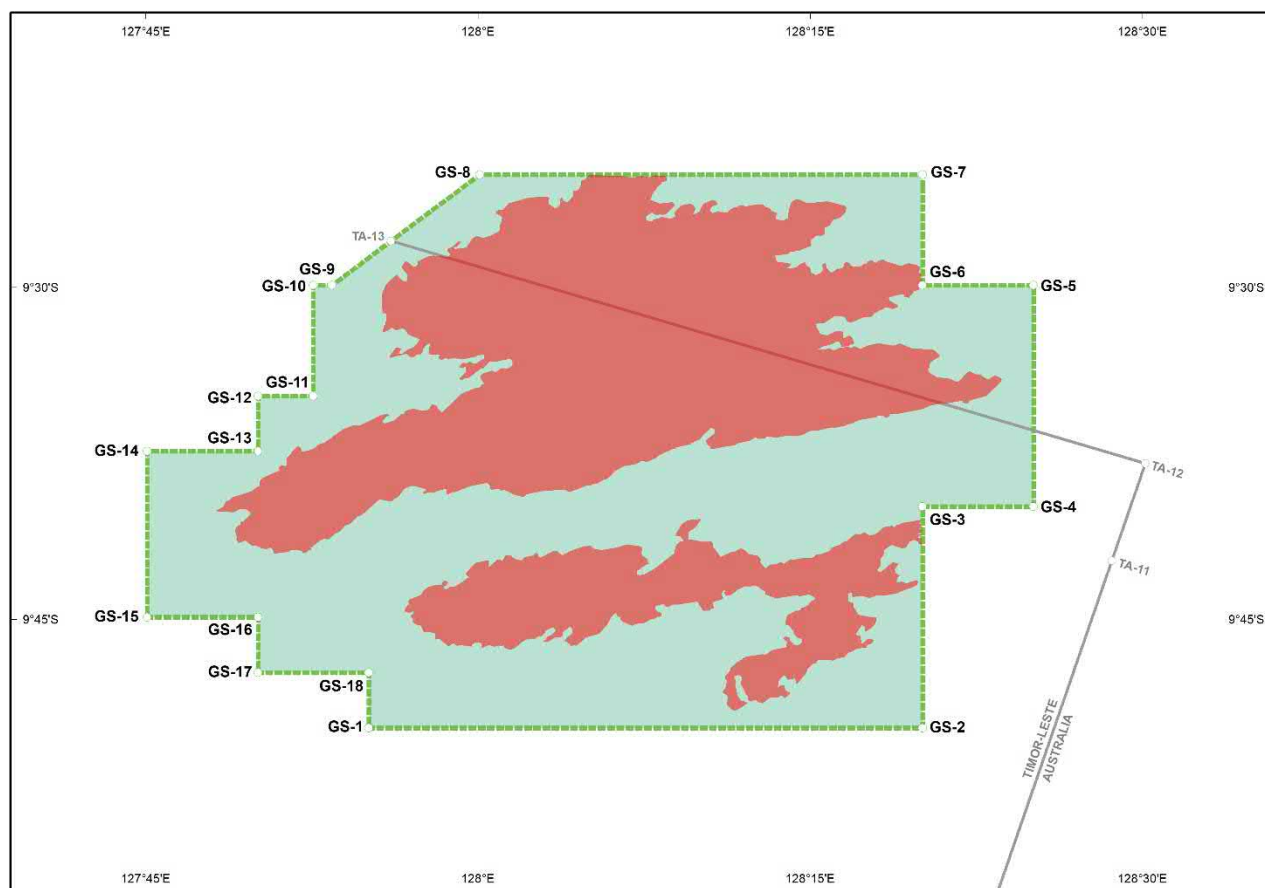 127°45'E
128°E
128°15'E
128°30'E
GS-8
GS-7
TA-13
GS-9
GS-10
GS-6
GS-5
9°30'S
9°30'S
GS-11
GS-12
GS-13
GS-14
TA-12
GS-3
GS-4
TA-11
9°45'S
GS-15
GS-16
9°45'S
GS-17
GS-18
GS-1
GS-2
TIMOR-LESTE
AUSTRALIA
127°45'E
128°E
128°15'E
128°30'E